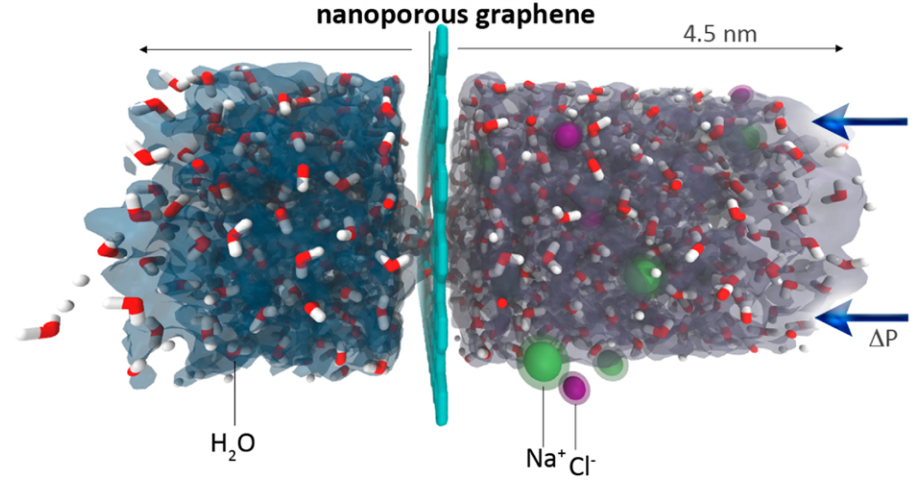 nanoporous graphene
4.5 nm
ΔP
H₂O
Na⁺ Cl⁻